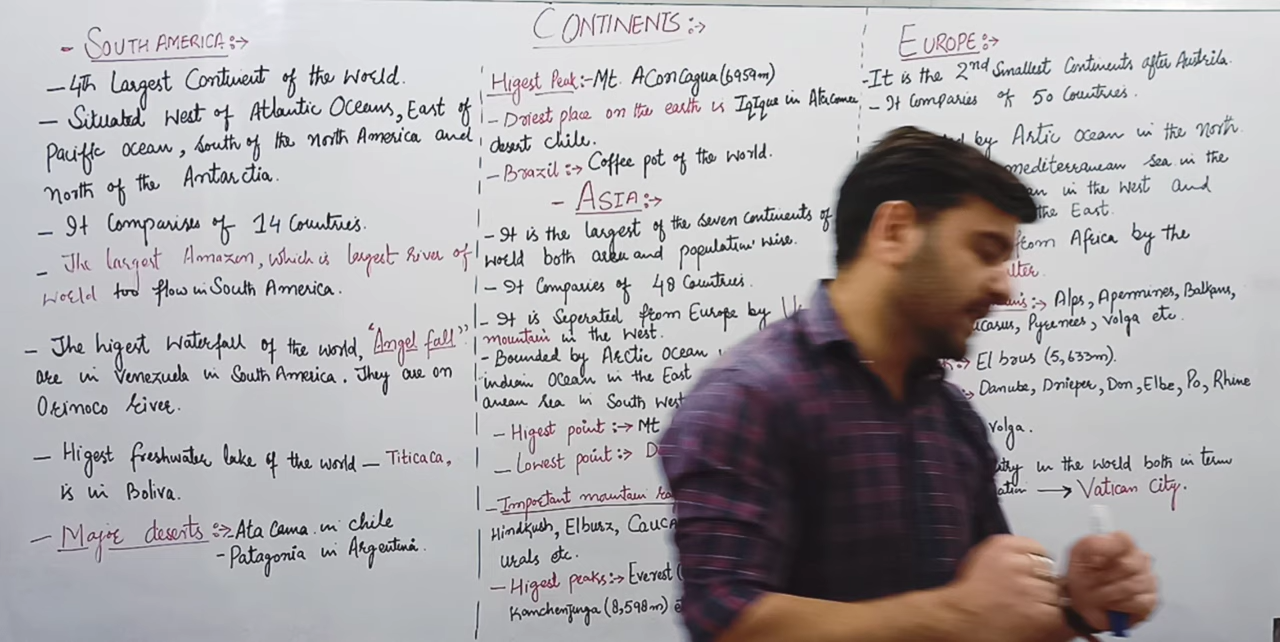 CONTINENTS:→
- SOUTH AMERICA:→
- 4th Largest Contiuent of the World.
- Situated West of Atlantic Oceans, East of
Pacific ocean, South of the north America and
north of the Antarctia.
- It Comparises of 14 Countries.
- The largest Amazon, which is largest River of
World too flow in South America.
- The higest Waterfall of the world, "Angel fall"
are in Venezuela in South America. They are on
Orinoco River.
- Higest freshwater lake of the world - Titicaca,
is in Boliva.
- Major deserts :→ Ata Cama in chile
- Patagonia in Argentina.
Higest Peak:- Mt. AConCagua (6959m)
- Driest place on the earth is IqIque in Atacama
desert chile.
- Brazil:→ Coffee pot of the world.
- ASIA:→
- It is the largest of the Seven continents of
world both area and population wise.
- It Comparies of 48 Countries.
- It is Seperated from Europe by
mountain in the West.
- Bounded by Arctic Ocean
indian Ocean in the East
anean Sea in South West
- Higest point:→ Mt
- Lowest point:→ D
- Important mountain
Hindkush, Elbursz, Cauca
urals etc.
- Higest peaks:→ Everest (
Kanchenjunga (8,598m)
EUROPE:→
- It is the 2nd Smallest Continents after Austrila.
- It Comparies of 50 Countries.
by Artic Ocean in the North
mediterranean Sea in the
in the West and
the East.
from Africa by the
:→ Alps, Apennines, Balkans,
ucasus, Pyrenees, Volga etc.
:→ El brus (5,633m).
:→ Danube, Dnieper, Don, Elbe, Po, Rhine
volga.
in the world both in term
→ Vatican City.